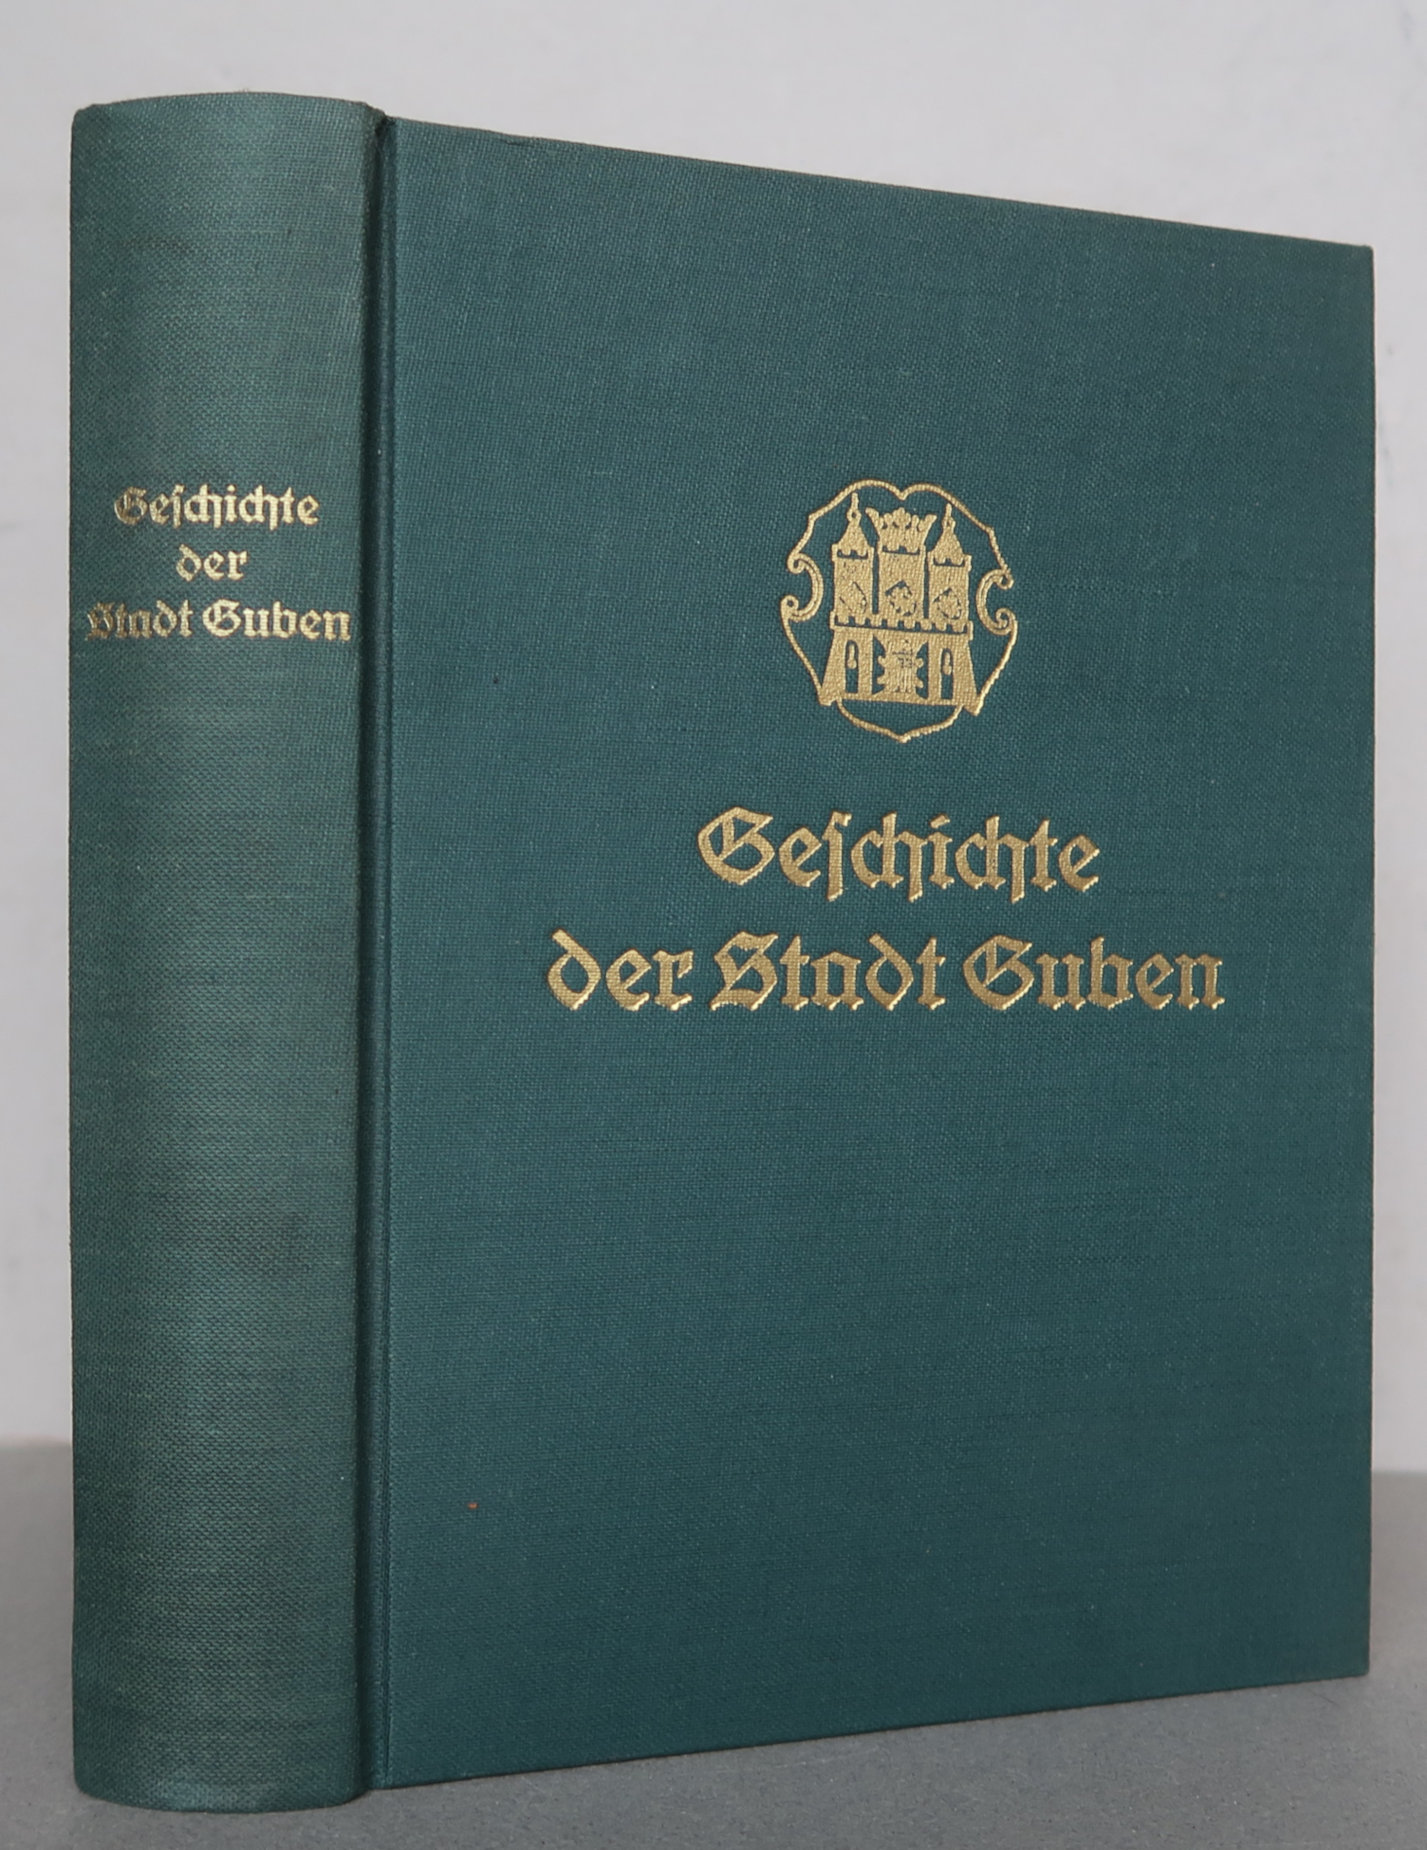 Geſchichte
der
Stadt Guben
Geſchichte
der Stadt Guben